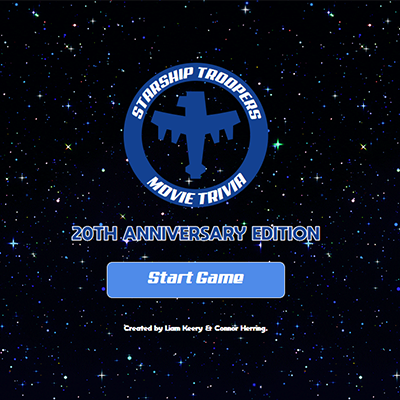 STARSHIP TROOPERS
MOVIE TRIVIA
20TH ANNIVERSARY EDITION
Start Game
Created by Liam Keery & Connor Herring.